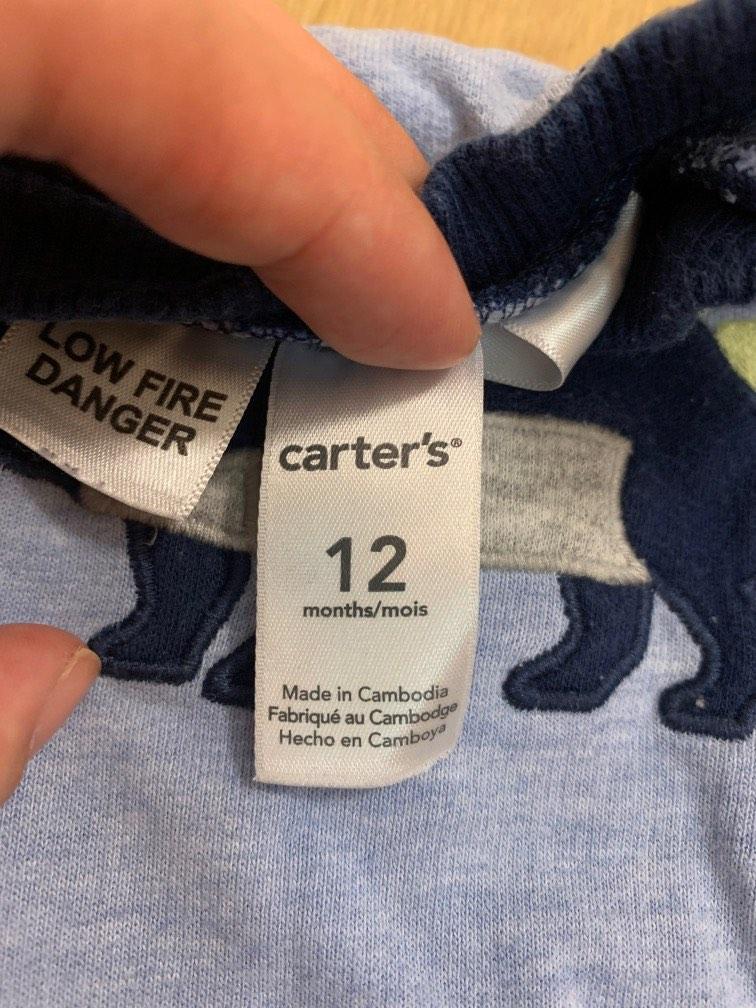 LOW FIRE
DANGER
carter's®
12
months/mois
Made in Cambodia
Fabriqué au Cambodge
Hecho en Camboya